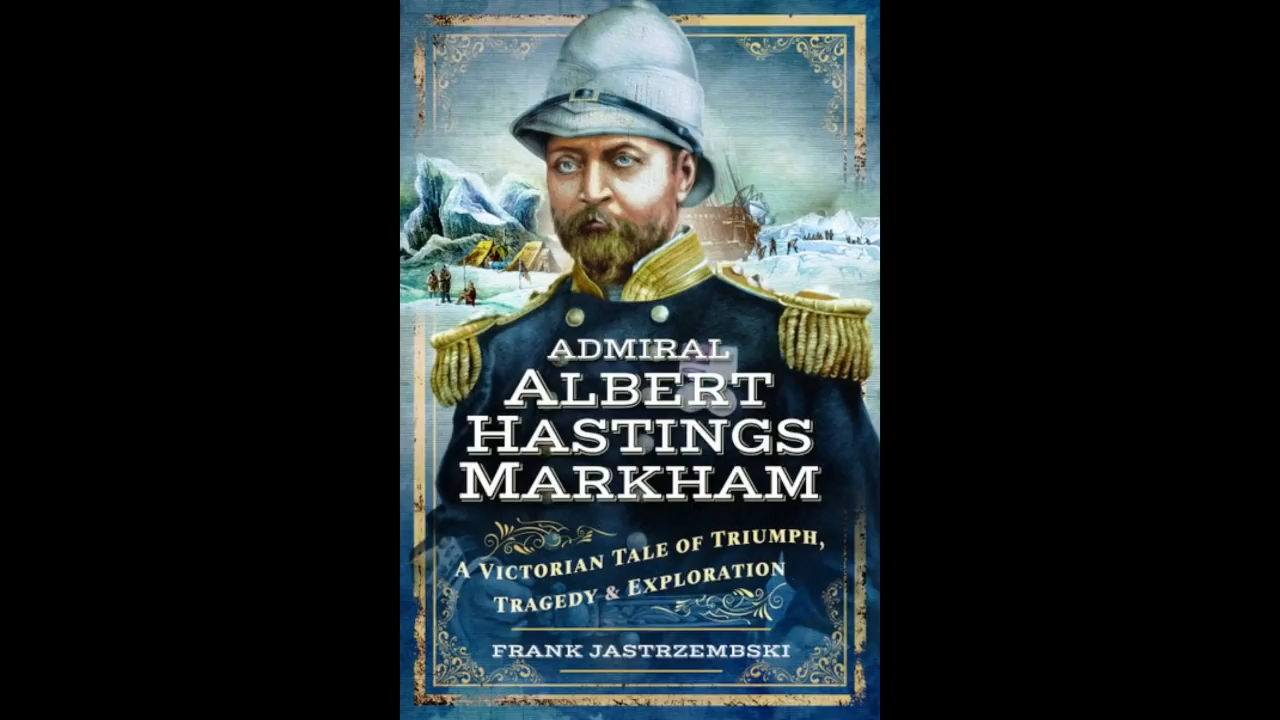 ADMIRAL
ALBERT
HASTINGS
MARKHAM
A VICTORIAN TALE OF TRIUMPH,
TRAGEDY & EXPLORATION
FRANK JASTRZEMBSKI